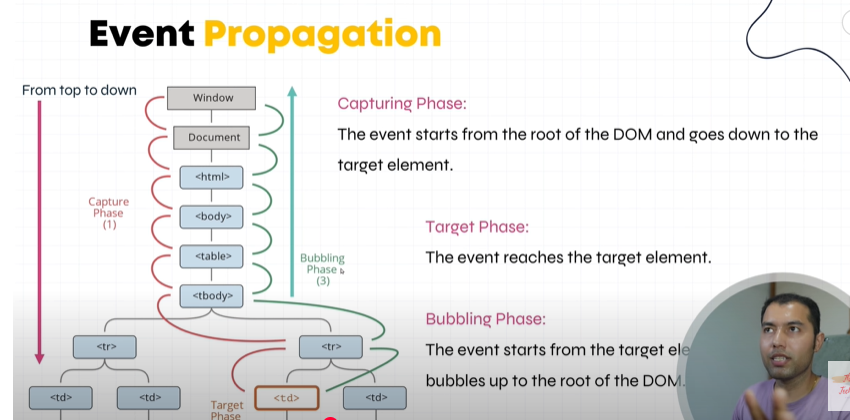 Event Propagation
From top to down
Window
Document
<html>
<body>
<table>
<tbody>
<tr>
<tr>
<td>
<td>
<td>
<td>
Capture
Phase
(1)
Bubbling
Phase
(3)
Target
Phase
Capturing Phase:
The event starts from the root of the DOM and goes down to the
target element.
Target Phase:
The event reaches the target element.
Bubbling Phase:
The event starts from the target ele
bubbles up to the root of the DOM.